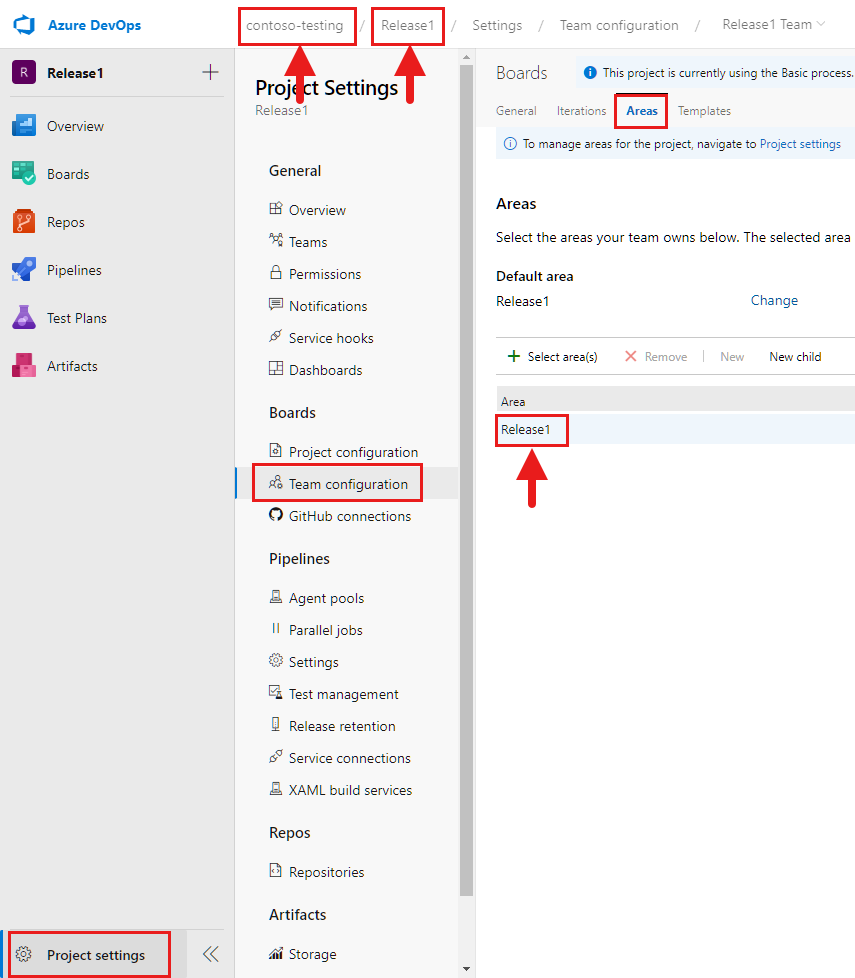 Azure DevOps
contoso-testing / Release1 / Settings / Team configuration / Release1 Team
R Release1
Overview
Boards
Repos
Pipelines
Test Plans
Artifacts
Project settings
Project Settings
Release1
General
Overview
Teams
Permissions
Notifications
Service hooks
Dashboards
Boards
Project configuration
Team configuration
GitHub connections
Pipelines
Agent pools
Parallel jobs
Settings
Test management
Release retention
Service connections
XAML build services
Repos
Repositories
Artifacts
Storage
Boards This project is currently using the Basic process.
General Iterations Areas Templates
To manage areas for the project, navigate to Project settings
Areas
Select the areas your team owns below. The selected area
Default area
Release1 Change
Select area(s) Remove New New child
Area
Release1